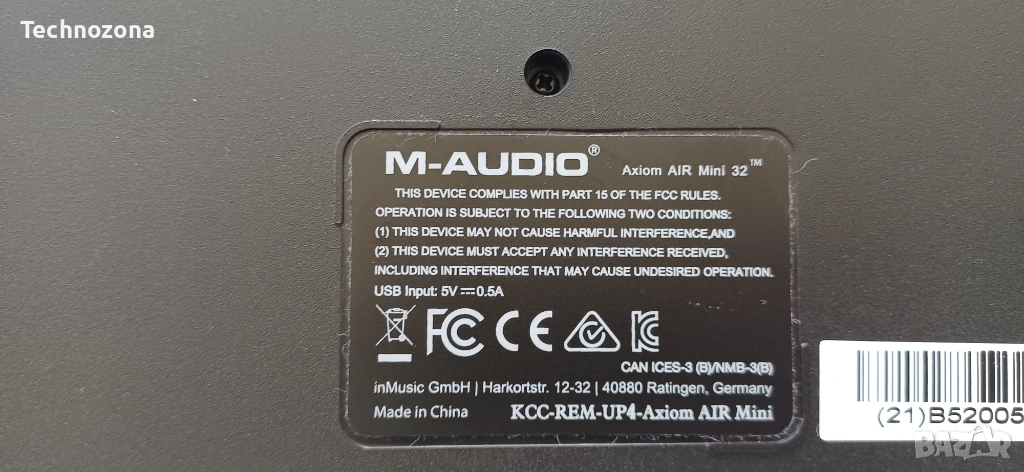 Technozona
M-AUDIO® Axiom AIR Mini 32™
THIS DEVICE COMPLIES WITH PART 15 OF THE FCC RULES.
OPERATION IS SUBJECT TO THE FOLLOWING TWO CONDITIONS:
(1) THIS DEVICE MAY NOT CAUSE HARMFUL INTERFERENCE,AND
(2) THIS DEVICE MUST ACCEPT ANY INTERFERENCE RECEIVED,
INCLUDING INTERFERENCE THAT MAY CAUSE UNDESIRED OPERATION.
USB Input: 5V ⎓ 0.5A
FC CE
CAN ICES-3 (B)/NMB-3(B)
inMusic GmbH | Harkortstr. 12-32 | 40880 Ratingen, Germany
Made in China KCC-REM-UP4-Axiom AIR Mini
(21)B52005
BAZAR